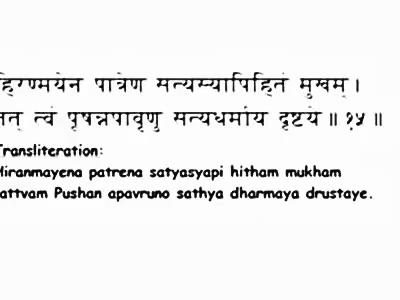 हिरण्मयेन पात्रेण सत्यस्यापिहितं मुखम् ।
तत् त्वं पूषन्नपावृणु सत्यधर्माय दृष्टये ॥ १५ ॥
Transliteration:
Hiranmayena patrena satyasyapi hitham mukham
attvam Pushan apavruno sathya dharmaya drustaye.